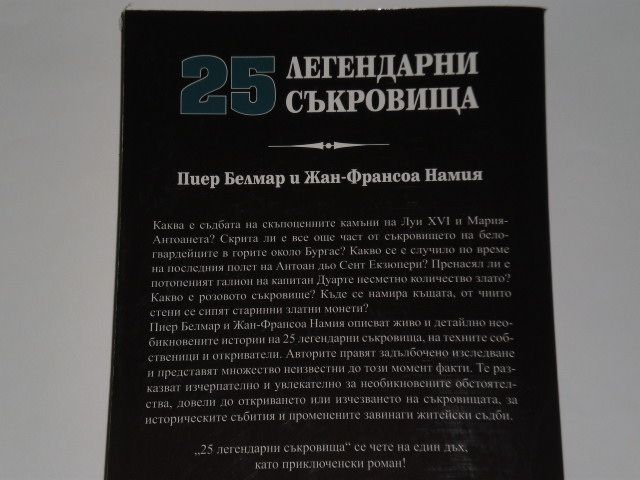 25 ЛЕГЕНДАРНИ
СЪКРОВИЩА
Пиер Белмар и Жан-Франсоа Намия
Каква е съдбата на скъпоценните камъни на Луи XVI и Мария-
Антоанета? Скрита ли е все още част от съкровището на бело-
гвардейците в горите около Бургас? Какво се е случило по време
на последния полет на Антоан дьо Сент Екзюпери? Пренасял ли е
потопеният галион на капитан Дуарте несметно количество злато?
Какво е розовото съкровище? Къде се намира къщата, от чиито
стени се сипят старинни златни монети?
Пиер Белмар и Жан-Франсоа Намия описват живо и детайлно нео-
бикновените истории на 25 легендарни съкровища, на техните соб-
ственици и откриватели. Авторите правят задълбочено изследване
и представят множество неизвестни до този момент факти. Те раз-
казват изчерпателно и увлекателно за необикновените обстоятел-
ства, довели до откриването или изчезването на съкровищата, за
историческите събития и променените завинаги житейски съдби.
„25 легендарни съкровища“ се чете на един дъх,
като приключенски роман!